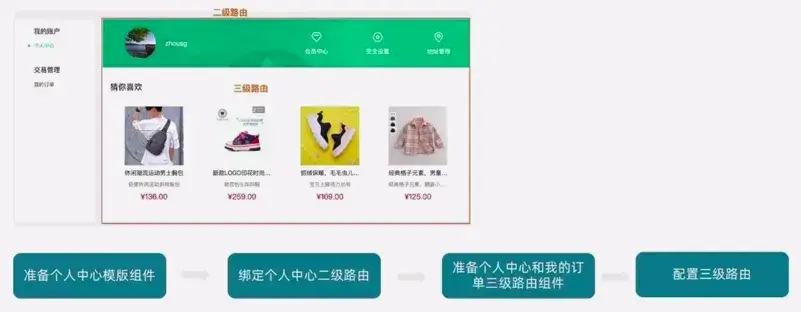 二级路由
我的账户
个人中心
交易管理
我的订单
zhousg
会员中心
安全设置
地址管理
猜你喜欢
三级路由
休闲潮流运动男士胸包
新款LOGO印花时尚...
抓绒保暖，毛毛虫儿...
经典格子元素，男童...
¥136.00
¥259.00
¥109.00
¥125.00
准备个人中心模版组件
绑定个人中心二级路由
准备个人中心和我的订
单三级路由组件
配置三级路由